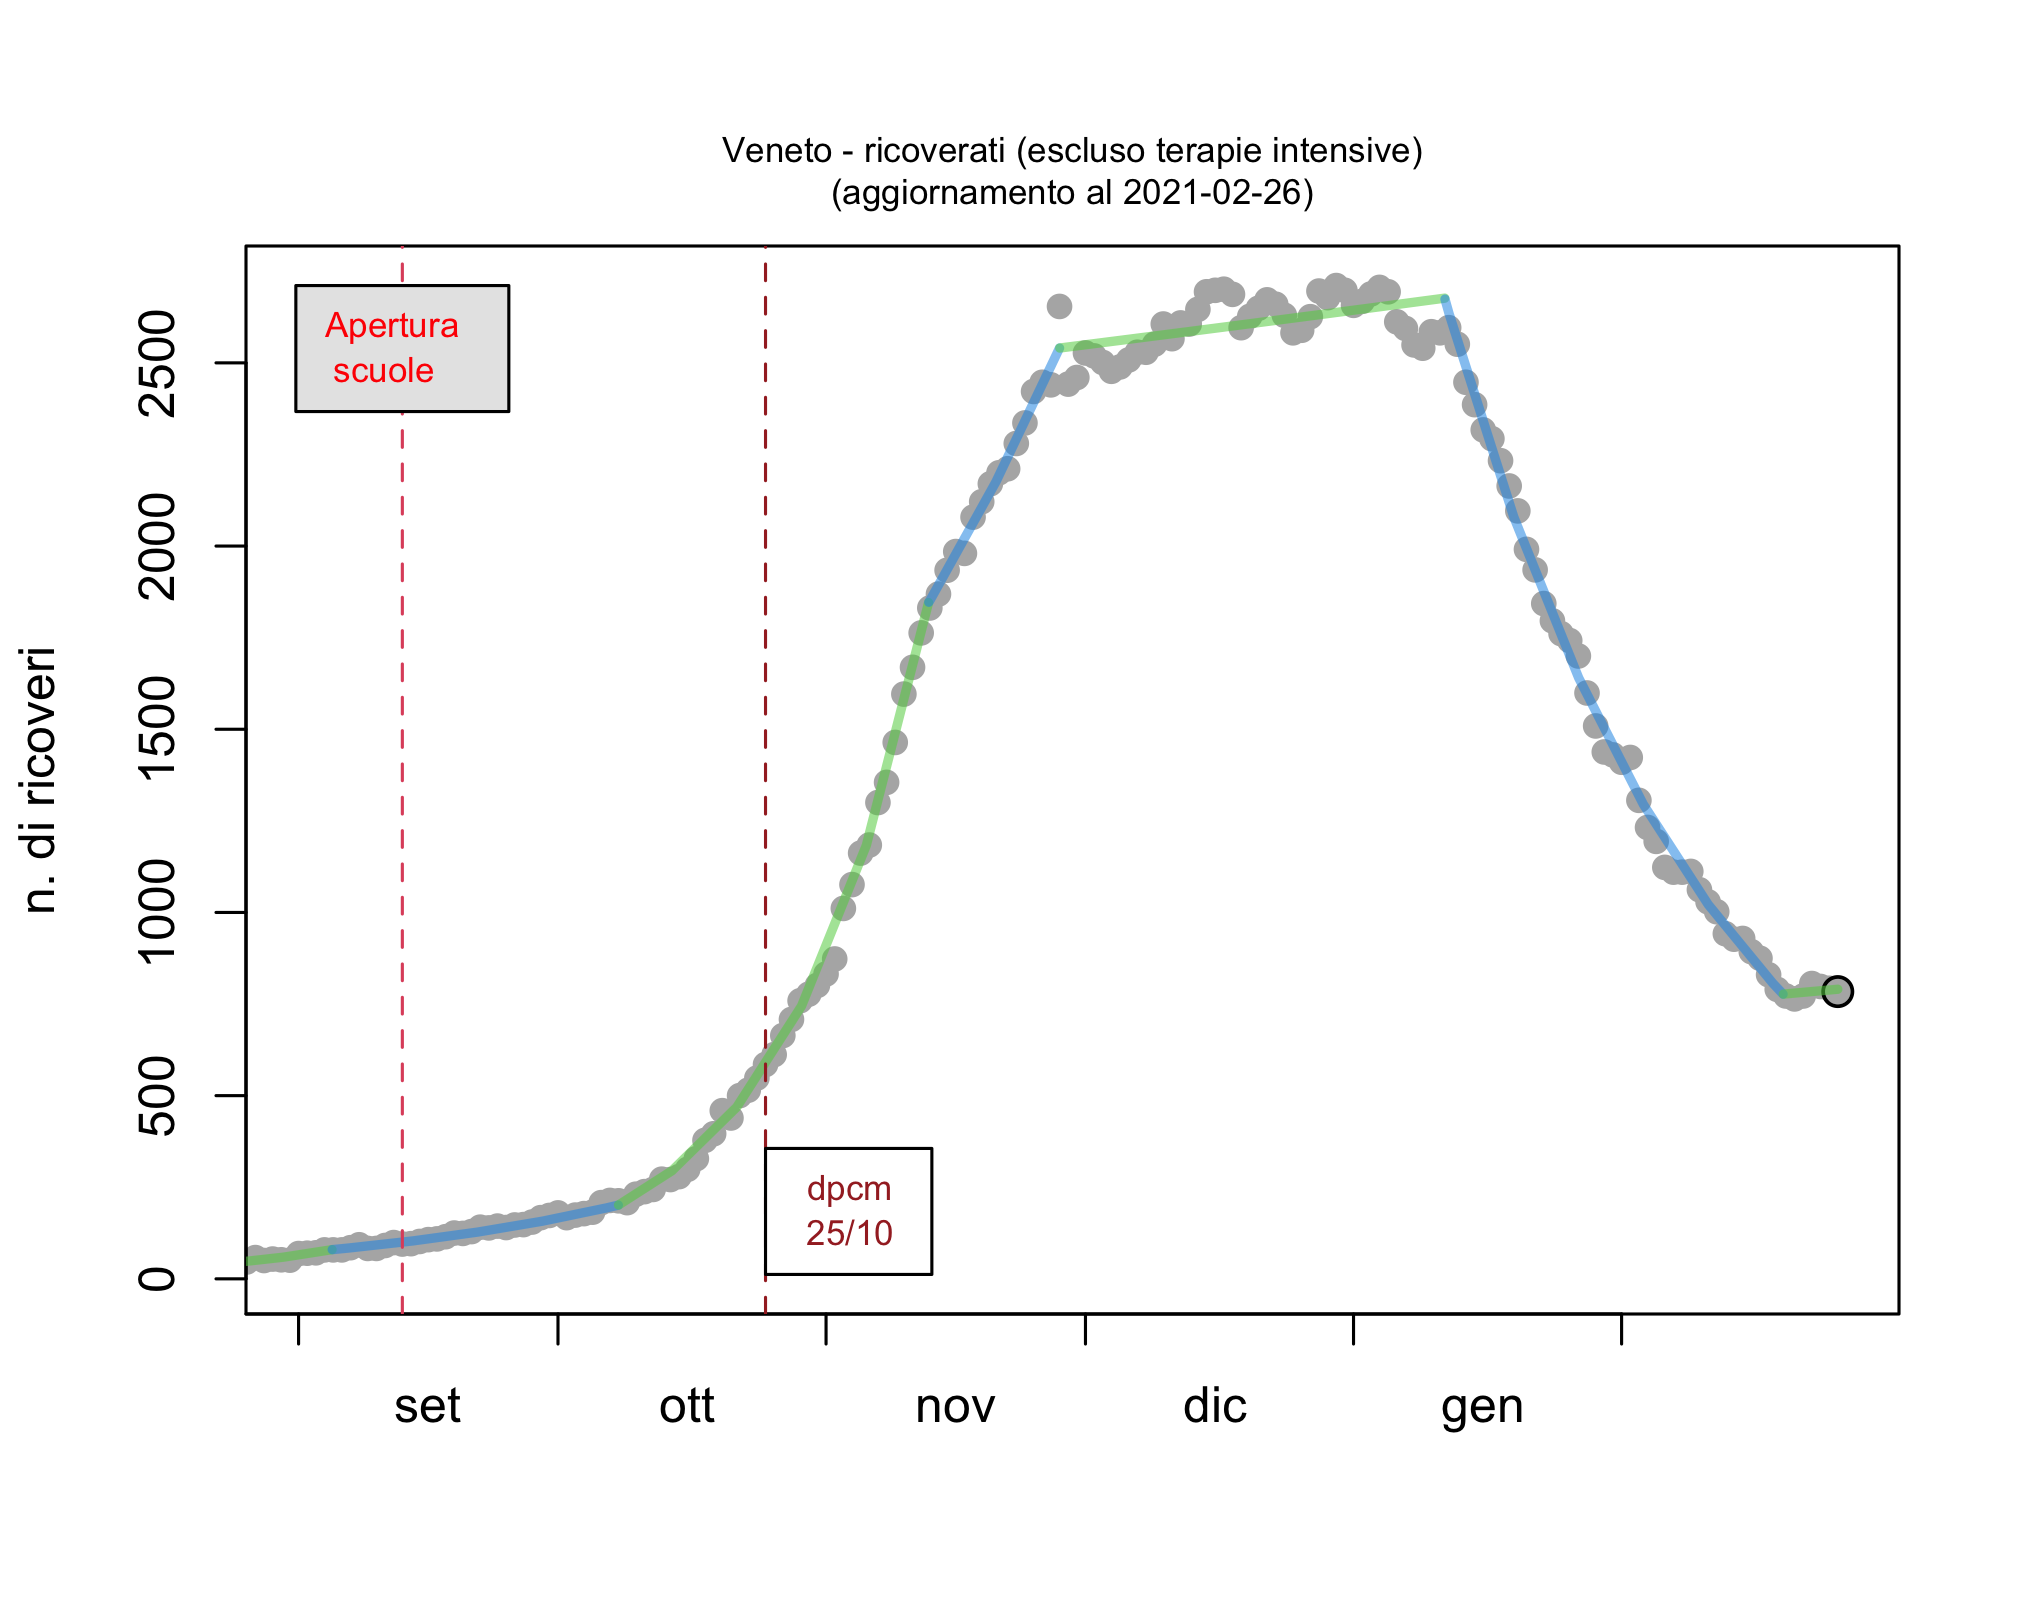 Veneto - ricoverati (escluso terapie intensive)
(aggiornamento al 2021-02-26)
Apertura
scuole
n. di ricoveri
2500
2000
1500
1000
500
0
dpcm
25/10
set ott nov dic gen